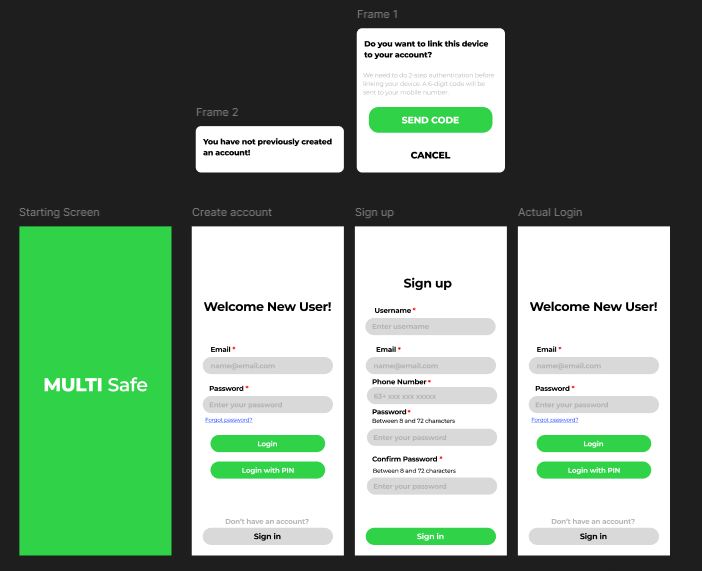 Frame 1
Do you want to link this device
to your account?
We need to do 2-step authentication before
linking your device. A 6-digit code will be
sent to your mobile number.
SEND CODE
CANCEL
Frame 2
You have not previously created
an account!
Starting Screen
MULTI Safe
Create account
Welcome New User!
Email *
name@email.com
Password *
Enter your password
Forgot password?
Login
Login with PIN
Don't have an account?
Sign in
Sign up
Sign up
Username *
Enter username
Email *
name@email.com
Phone Number *
63+ xxx xxx xxxxx
Password *
Between 8 and 72 characters
Enter your password
Confirm Password *
Between 8 and 72 characters
Enter your password
Sign in
Actual Login
Welcome New User!
Email *
name@email.com
Password *
Enter your password
Forgot password?
Login
Login with PIN
Don't have an account?
Sign in